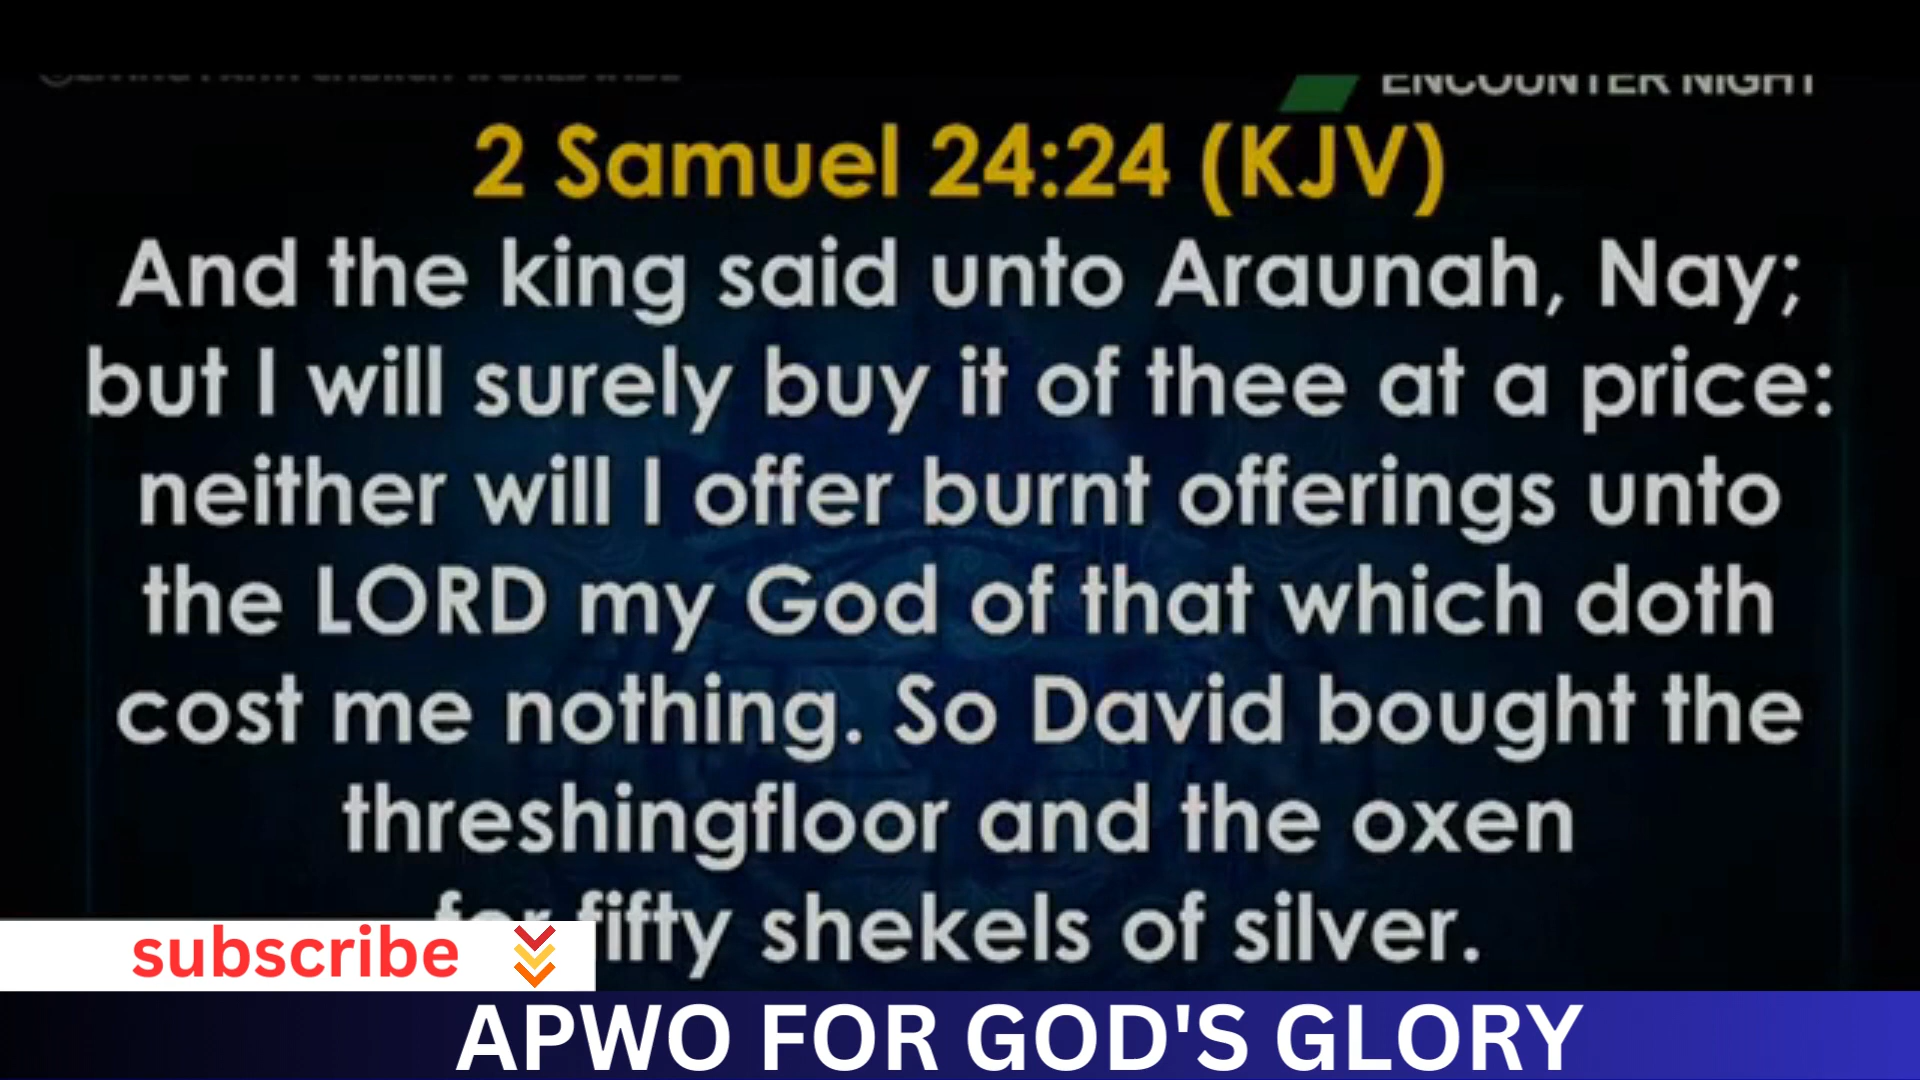 ENCOUNTER NIGHT
2 Samuel 24:24 (KJV)
And the king said unto Araunah, Nay;
but I will surely buy it of thee at a price:
neither will I offer burnt offerings unto
the LORD my God of that which doth
cost me nothing. So David bought the
threshingfloor and the oxen
for fifty shekels of silver.
subscribe
APWO FOR GOD'S GLORY